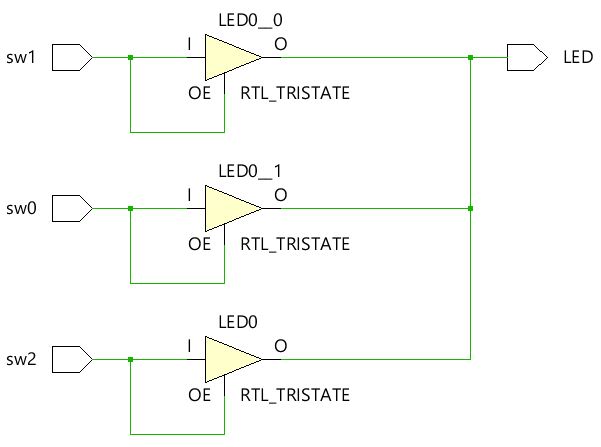 LED0__0
sw1 I O LED
OE RTL_TRISTATE
LED0__1
sw0 I O
OE RTL_TRISTATE
LED0
sw2 I O
OE RTL_TRISTATE